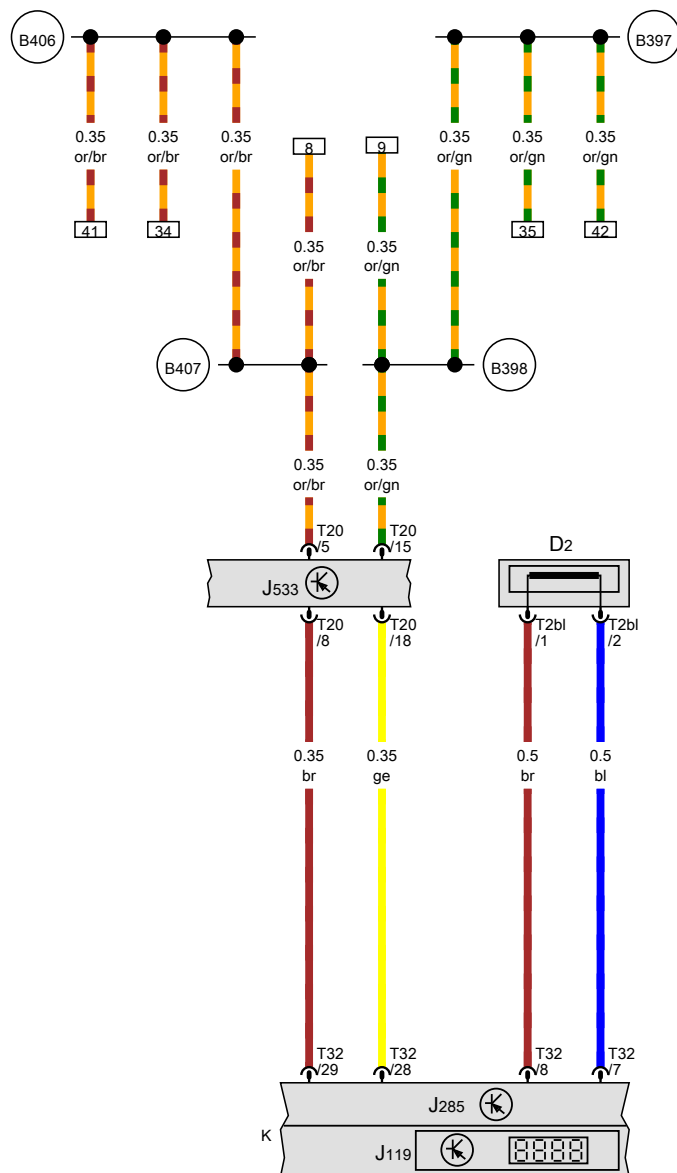 B406
B397
0.35
or/br
0.35
or/br
0.35
or/br
0.35
or/gn
0.35
or/gn
0.35
or/gn
8
9
41
34
35
42
0.35
or/br
0.35
or/gn
B407
B398
0.35
or/br
0.35
or/gn
T20
/5
T20
/15
D2
J533
T20
/8
T20
/18
T2bl
/1
T2bl
/2
0.35
br
0.35
ge
0.5
br
0.5
bl
T32
/29
T32
/28
T32
/8
T32
/7
J285
K
J119
8888